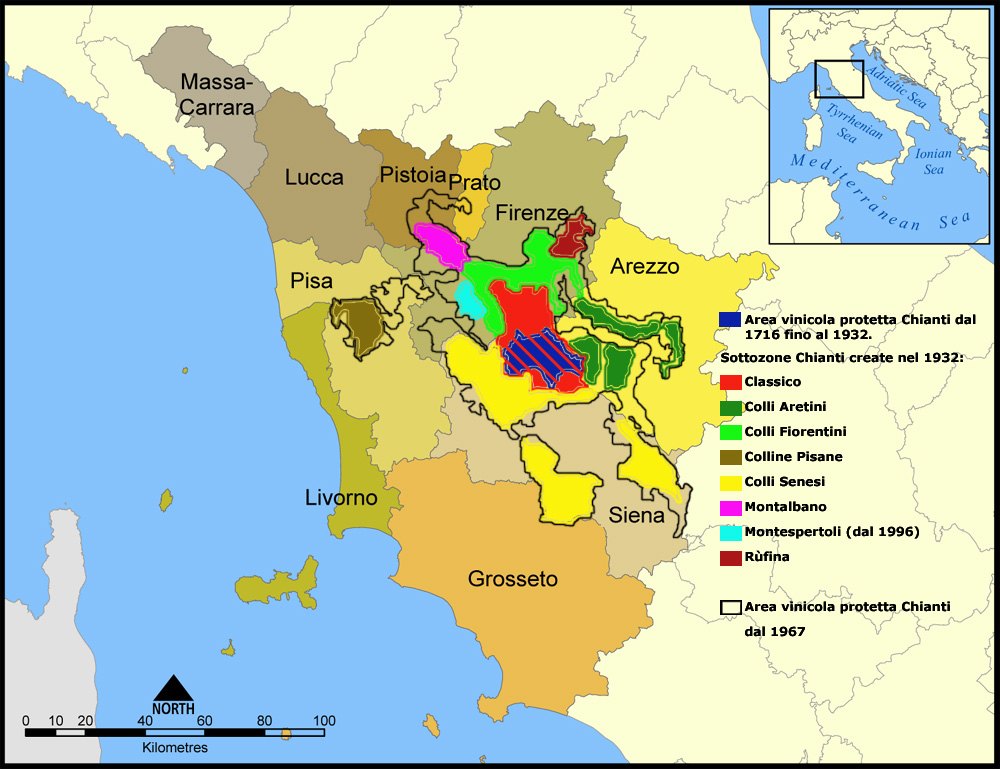 Massa-
Carrara
Lucca
Pistoia
Prato
Firenze
Pisa
Arezzo
Livorno
Siena
Grosseto
Adriatic Sea
Tyrrhenian
Sea
Ionian
Sea
Mediterranean Sea
Area vinicola protetta Chianti dal
1716 fino al 1932.
Sottozone Chianti create nel 1932:
Classico
Colli Aretini
Colli Fiorentini
Colline Pisane
Colli Senesi
Montalbano
Montespertoli (dal 1996)
Rùfina
Area vinicola protetta Chianti
dal 1967
NORTH
0 10 20 40 60 80 100
Kilometres